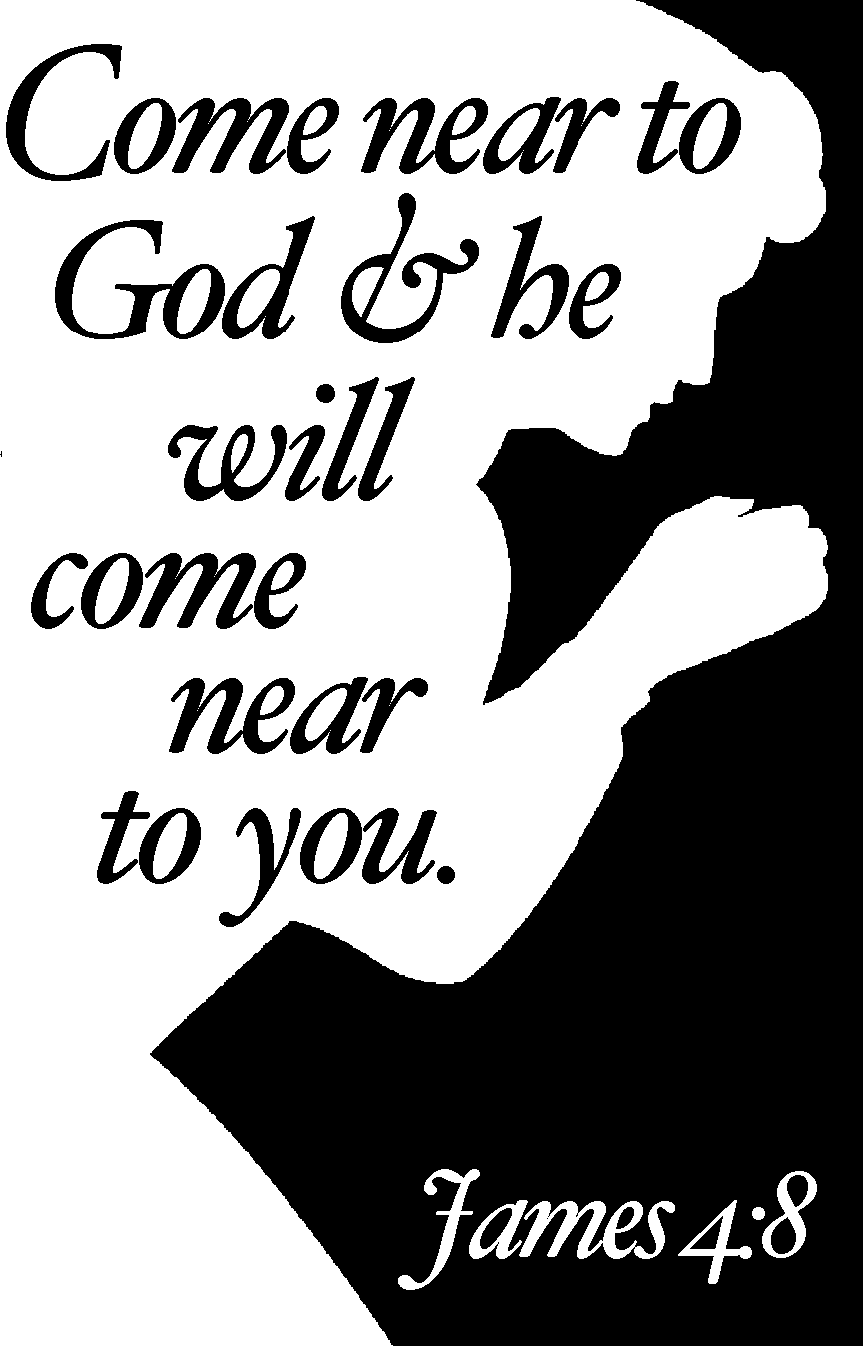 Come near to
God & he
will
come
near
to you.
James 4:8